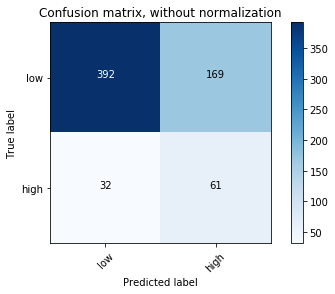 Confusion matrix, without normalization
low
392
169
high
32
61
True label
low
high
Predicted label
350
300
250
200
150
100
50